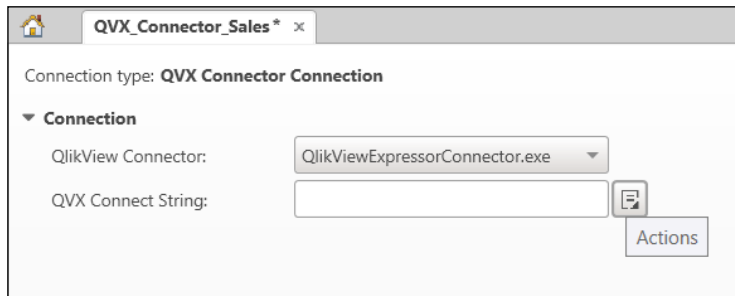 QVX_Connector_Sales* ×
Connection type: QVX Connector Connection
Connection
QlikView Connector: QlikViewExpressorConnector.exe
QVX Connect String:
Actions